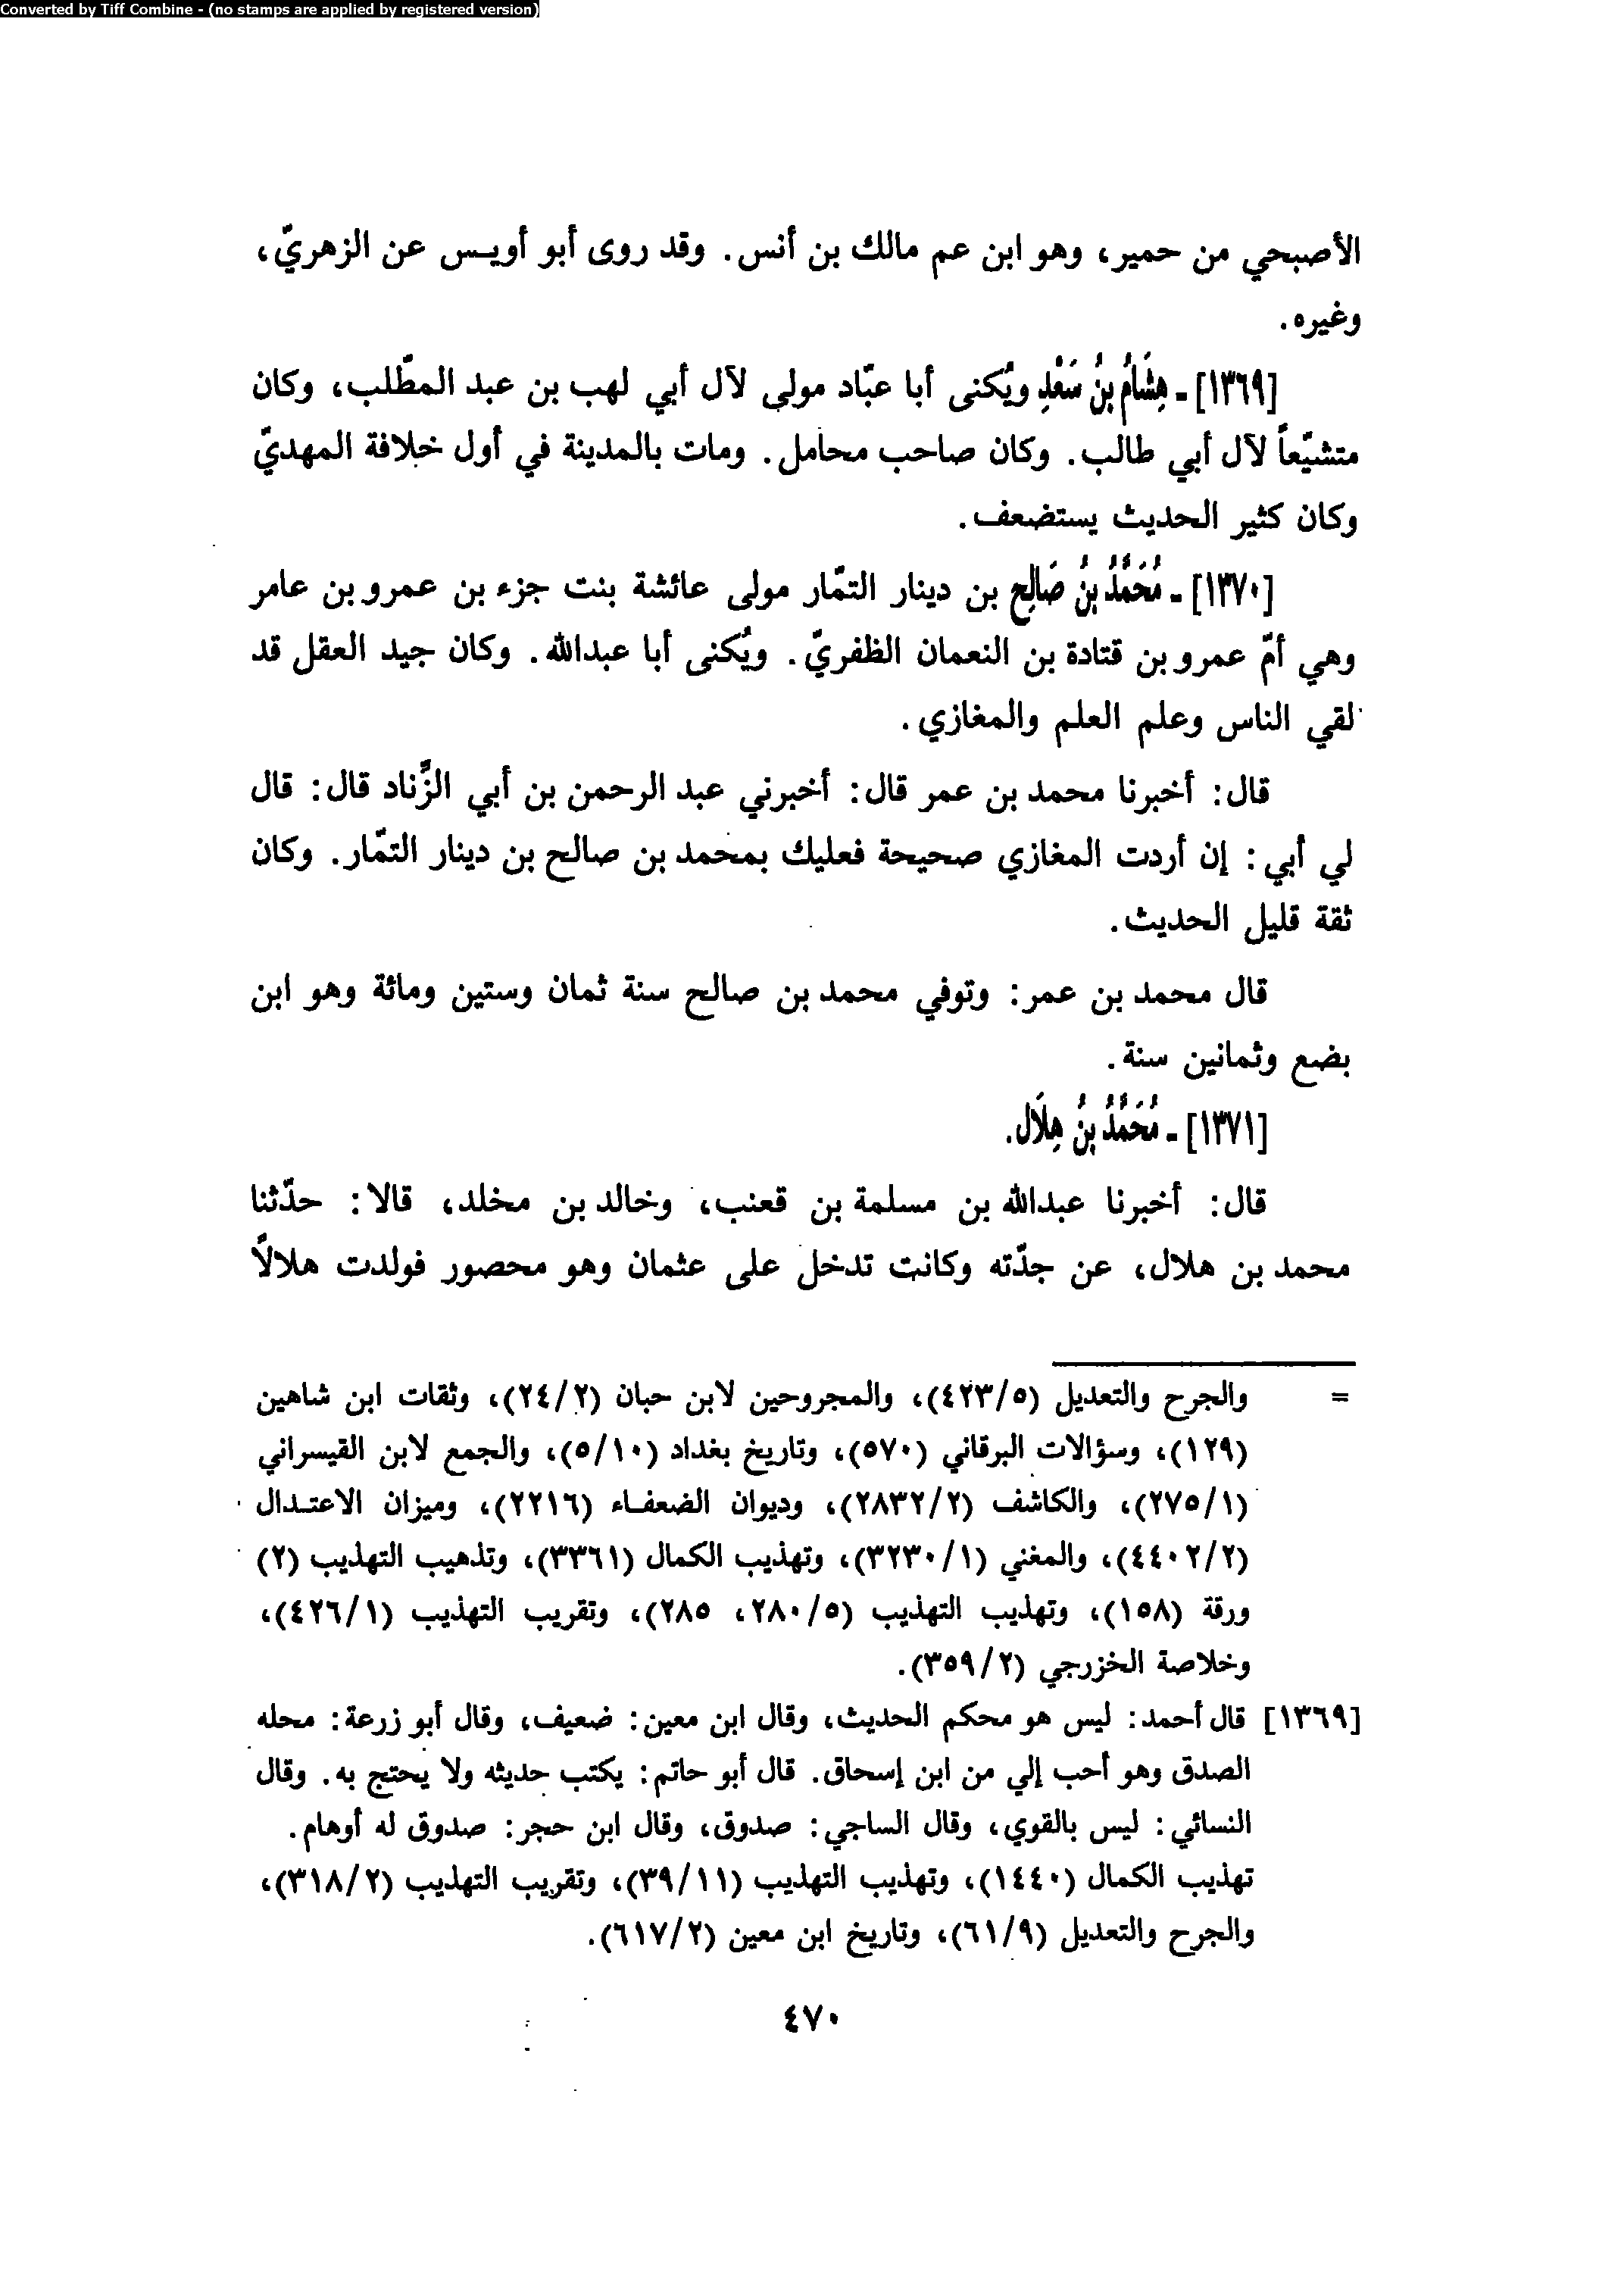 Converted by Tiff Combine - (no stamps are applied by registered version)
الأصبحي من حمير، وهو ابن عم مالك بن أنس. وقد روى أبو أويس عن الزهريّ،
وغيره.
[١٣٦٩] - هِشَامُ بنُ سَعْدِ ويُكنى أبا عبّاد مولى لآل أبي لهب بن عبد المطّلب، وكان
متشيّعاً لآل أبي طالب. وكان صاحب محامل. ومات بالمدينة في أول خلافة المهديّ
وكان كثير الحديث يستضعف.
[١٣٧٠] - مُحَمَّدُ بنُ صَالِح بن دينار التمّار مولى عائشة بنت جزء بن عمرو بن عامر
وهي أمّ عمرو بن قتادة بن النعمان الظفريّ. ويُكنى أبا عبدالله. وكان جيد العقل قد
لقي الناس وعلم العلم والمغازي.
قال: أخبرنا محمد بن عمر قال: أخبرني عبد الرحمن بن أبي الزِّناد قال: قال
لي أبي: إن أردت المغازي صحيحة فعليك بمحمد بن صالح بن دينار التمّار. وكان
ثقة قليل الحديث.
قال محمد بن عمر: وتوفي محمد بن صالح سنة ثمان وستين ومائة وهو ابن
بضع وثمانين سنة.
[١٣٧١] - مُحَمَّدُ بنُ هِلَال.
قال: أخبرنا عبدالله بن مسلمة بن قعنب، وخالد بن مخلد، قالا: حدّثنا
محمد بن هلال، عن جدّته وكانت تدخل على عثمان وهو محصور فولدت هلالاً
= والجرح والتعديل (٤٢٣/٥)، والمجروحين لابن حبان (٢٤/٢)، وثقات ابن شاهين
(١٢٩)، وسؤالات البرقاني (٥٧٠)، وتاريخ بغداد (٥/١٠)، والجمع لابن القيسراني
(٢٧٥/١)، والكاشف (٢٨٣٢/٢)، وديوان الضعفاء (٢٢١٦)، وميزان الاعتدال
(٤٤٠٢/٢)، والمغني (٣٢٣٠/١)، وتهذيب الكمال (٣٣٦١)، وتذهيب التهذيب (٢)
ورقة (١٥٨)، وتهذيب التهذيب (٢٨٠/٥، ٢٨٥)، وتقريب التهذيب (٤٢٦/١)،
وخلاصة الخزرجي (٣٥٩/٢).
[١٣٦٩] قال أحمد: ليس هو محكم الحديث، وقال ابن معين: ضعيف، وقال أبو زرعة: محله
الصدق وهو أحب إلي من ابن إسحاق. قال أبو حاتم: يكتب حديثه ولا يحتج به. وقال
النسائي: ليس بالقوي، وقال الساجي: صدوق، وقال ابن حجر: صدوق له أوهام.
تهذيب الكمال (١٤٤٠)، وتهذيب التهذيب (٣٩/١١)، وتقريب التهذيب (٣١٨/٢)،
والجرح والتعديل (٦١/٩)، وتاريخ ابن معين (٦١٧/٢).
٤٧٠